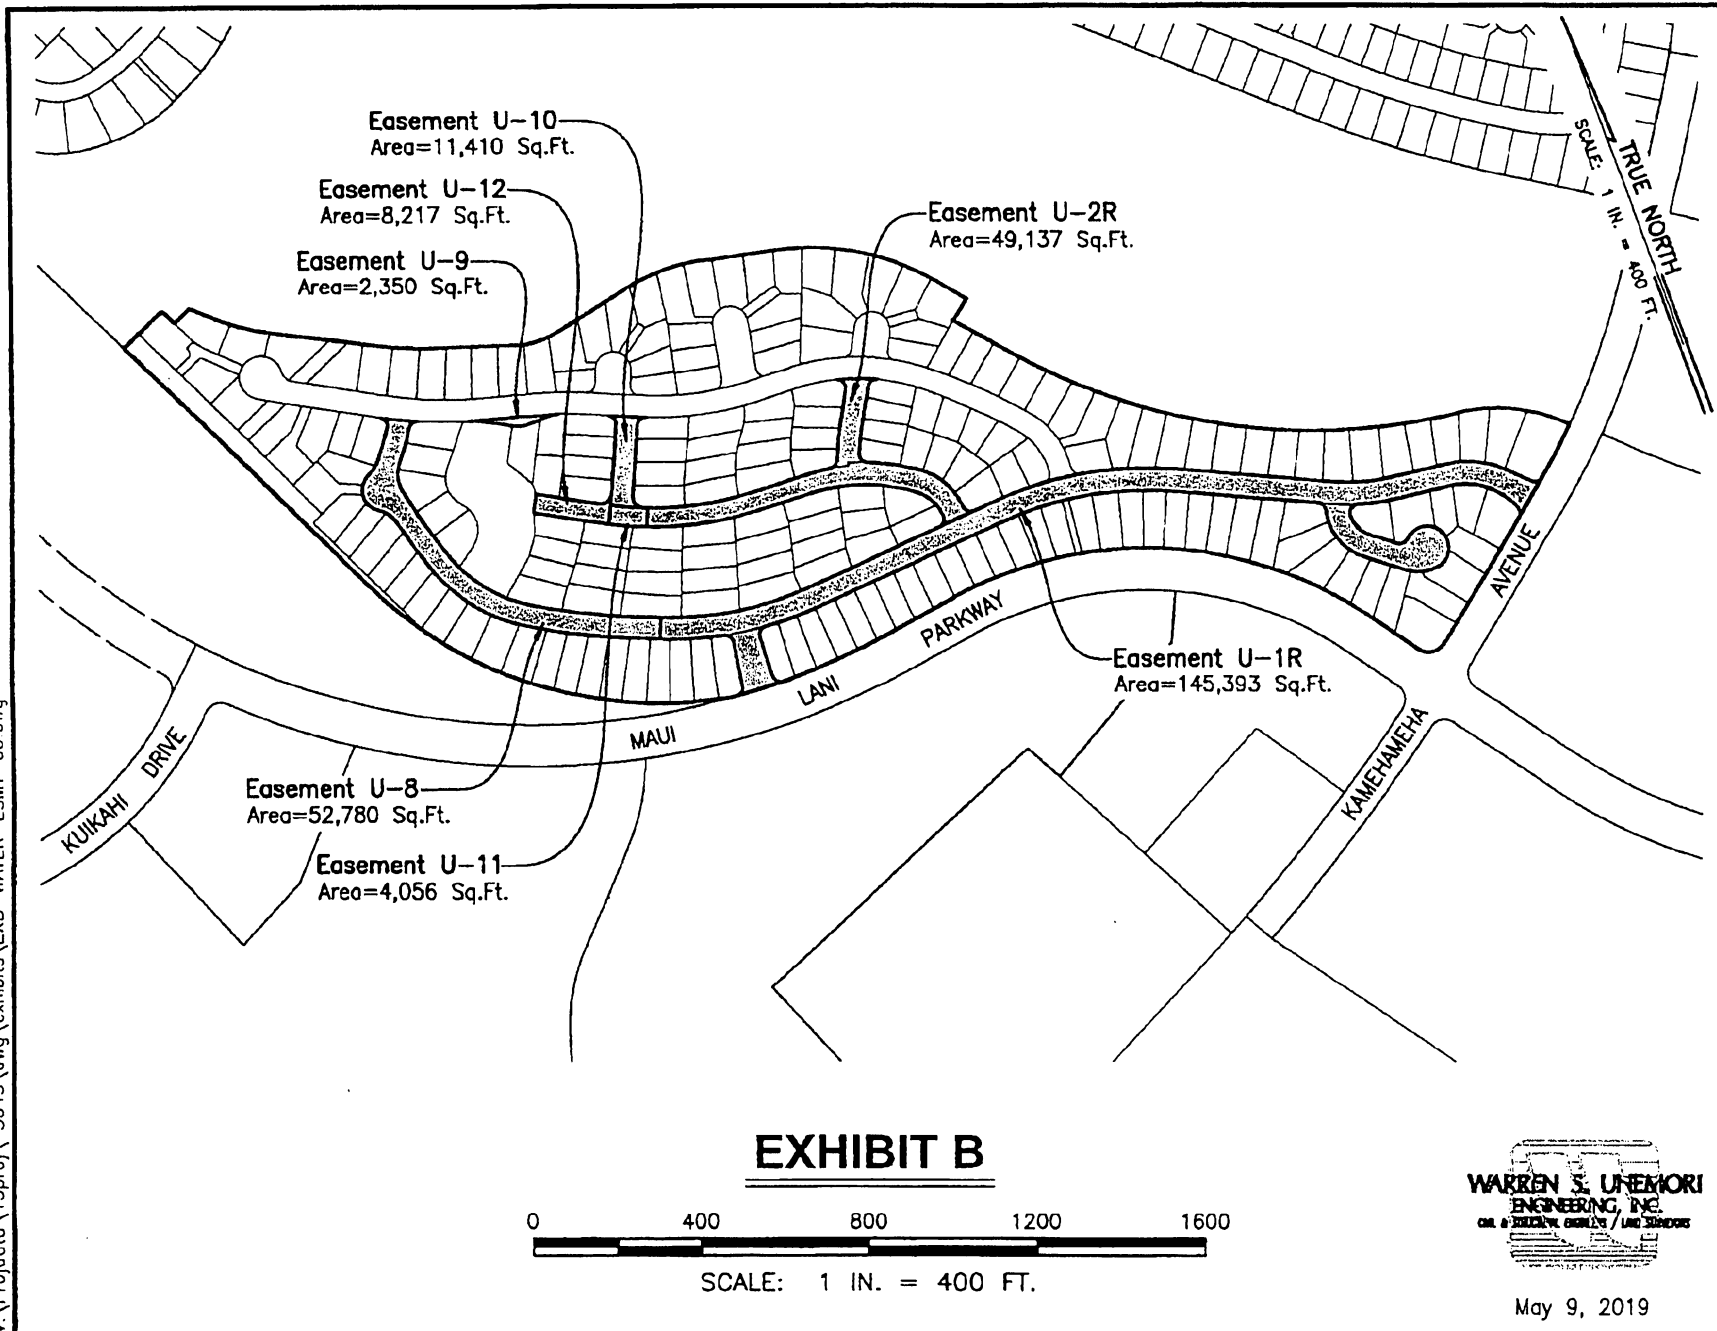 Easement U-10
Area=11,410 Sq.Ft.
Easement U-12
Area=8,217 Sq.Ft.
Easement U-9
Area=2,350 Sq.Ft.
Easement U-2R
Area=49,137 Sq.Ft.
TRUE NORTH
SCALE: 1 IN. = 400 FT.
Easement U-1R
Area=145,393 Sq.Ft.
Easement U-8
Area=52,780 Sq.Ft.
Easement U-11
Area=4,056 Sq.Ft.
KUIKAHI DRIVE
MAUI LANI PARKWAY
KAMEHAMEHA AVENUE
EXHIBIT B
0 400 800 1200 1600
SCALE: 1 IN. = 400 FT.
WARREN S. UNEMORI
ENGINEERING, INC.
May 9, 2019